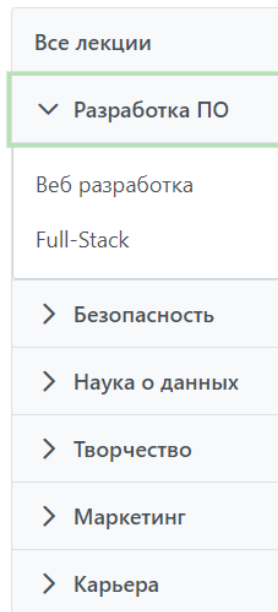 Все лекции
Разработка ПО
Веб разработка
Full-Stack
Безопасность
Наука о данных
Творчество
Маркетинг
Карьера